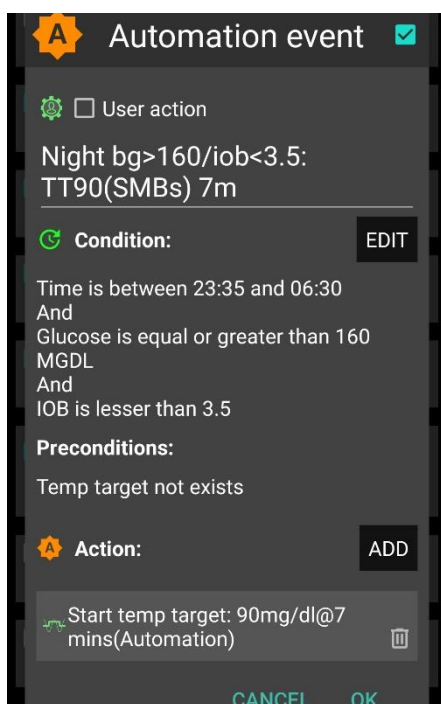 A Automation event
User action
Night bg>160/iob<3.5:
TT90(SMBs) 7m
Condition: EDIT
Time is between 23:35 and 06:30
And
Glucose is equal or greater than 160
MGDL
And
IOB is lesser than 3.5
Preconditions:
Temp target not exists
A Action: ADD
Start temp target: 90mg/dl@7
mins(Automation)
CANCEL OK